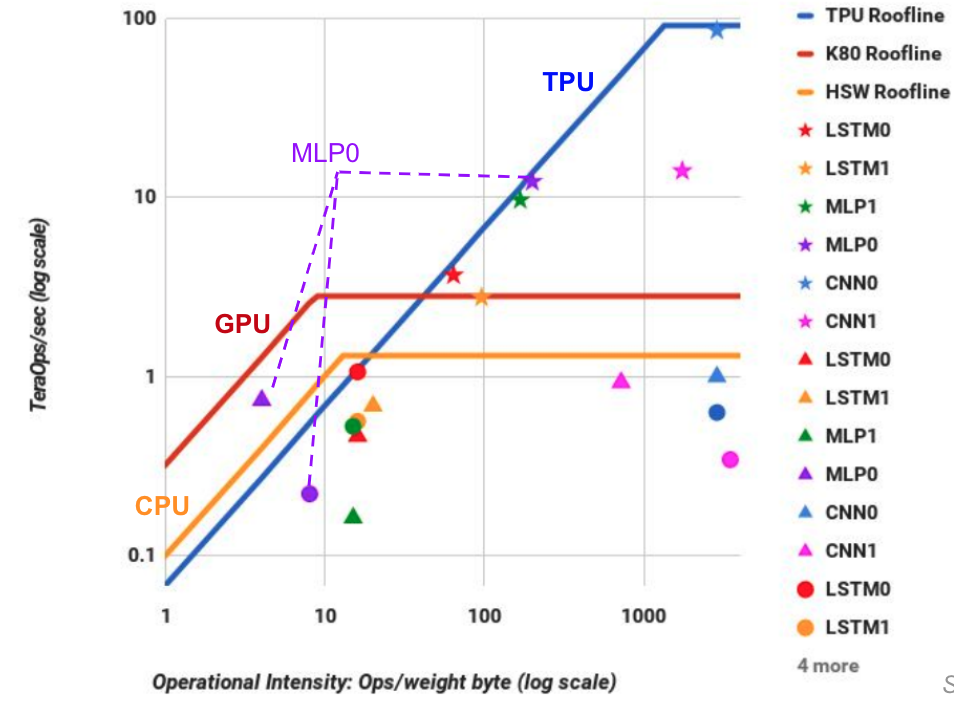 100
10
1
0.1
1
10
100
1000
TeraOps/sec (log scale)
Operational Intensity: Ops/weight byte (log scale)
TPU
MLP0
GPU
CPU
TPU Roofline
K80 Roofline
HSW Roofline
LSTM0
LSTM1
MLP1
MLP0
CNN0
CNN1
LSTM0
LSTM1
MLP1
MLP0
CNN0
CNN1
LSTM0
LSTM1
4 more
S